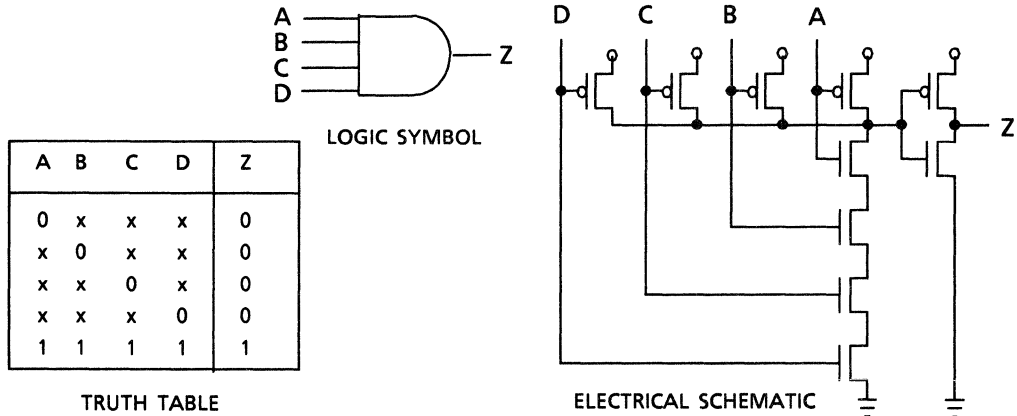 A
B
C
D
Z
LOGIC SYMBOL
D C B A
Z
A B C D Z
0 x x x 0
x 0 x x 0
x x 0 x 0
x x x 0 0
1 1 1 1 1
TRUTH TABLE
ELECTRICAL SCHEMATIC